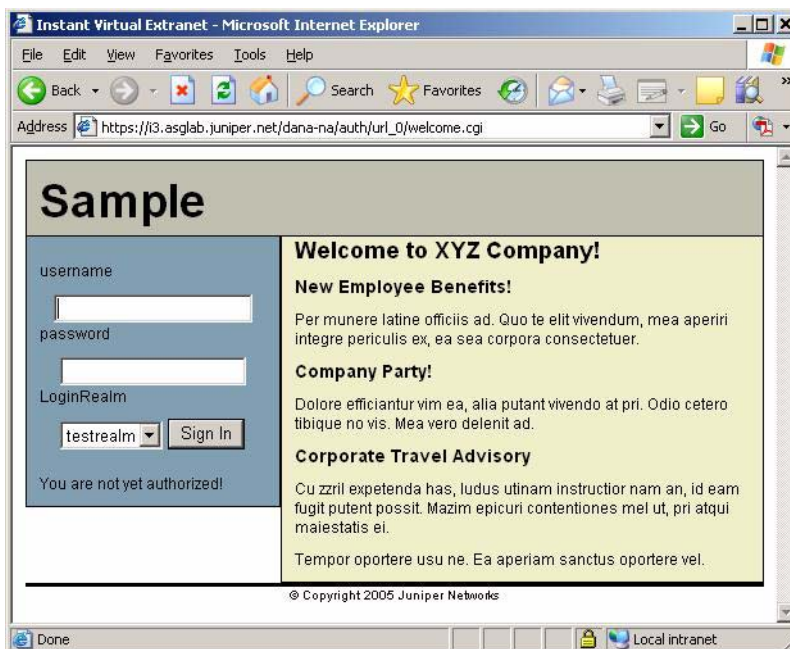 Instant Virtual Extranet - Microsoft Internet Explorer
File Edit View Favorites Tools Help
Back Search Favorites
Address https://i3.asglab.juniper.net/dana-na/auth/url_0/welcome.cgi Go
Sample
username
password
LoginRealm
testrealm Sign In
You are not yet authorized!
Welcome to XYZ Company!
New Employee Benefits!
Per munere latine officiis ad. Quo te elit vivendum, mea aperiri
integre periculis ex, ea sea corpora consectetuer.
Company Party!
Dolore efficiantur vim ea, alia putant vivendo at pri. Odio cetero
tibique no vis. Mea vero delenit ad.
Corporate Travel Advisory
Cu zzril expetenda has, ludus utinam instructior nam an, id eam
fugit putent possit. Mazim epicuri contentiones mel ut, pri atqui
maiestatis ei.
Tempor oportere usu ne. Ea aperiam sanctus oportere vel.
© Copyright 2005 Juniper Networks
Done Local intranet